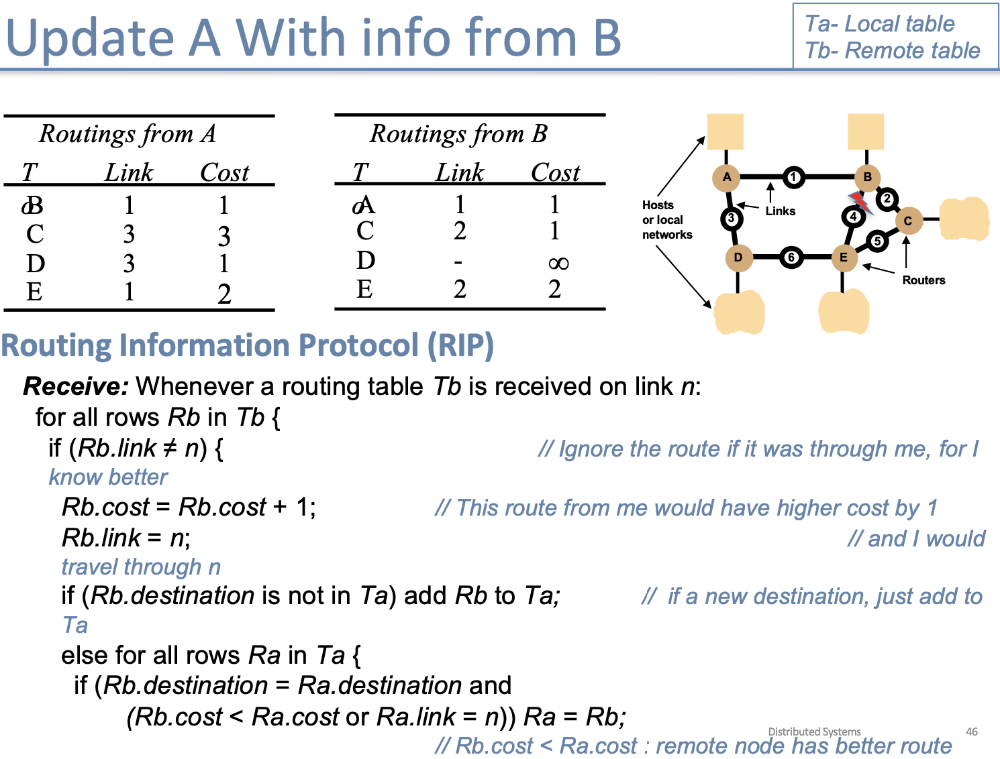 Update A With info from B
Ta- Local table
Tb- Remote table
Routings from A
To Link Cost
B 1 1
C 3 3
D 3 1
E 1 2
Routings from B
To Link Cost
A 1 1
C 2 1
D - ∞
E 2 2
A
1
B
2
Hosts
or local
networks
Links
3
4
C
5
D
6
E
Routers
Routing Information Protocol (RIP)
Receive: Whenever a routing table Tb is received on link n:
for all rows Rb in Tb {
if (Rb.link ≠ n) { // Ignore the route if it was through me, for I
know better
Rb.cost = Rb.cost + 1; // This route from me would have higher cost by 1
Rb.link = n; // and I would
travel through n
if (Rb.destination is not in Ta) add Rb to Ta; // if a new destination, just add to
Ta
else for all rows Ra in Ta {
if (Rb.destination = Ra.destination and
(Rb.cost < Ra.cost or Ra.link = n)) Ra = Rb;
// Rb.cost < Ra.cost : remote node has better route
Distributed Systems 46